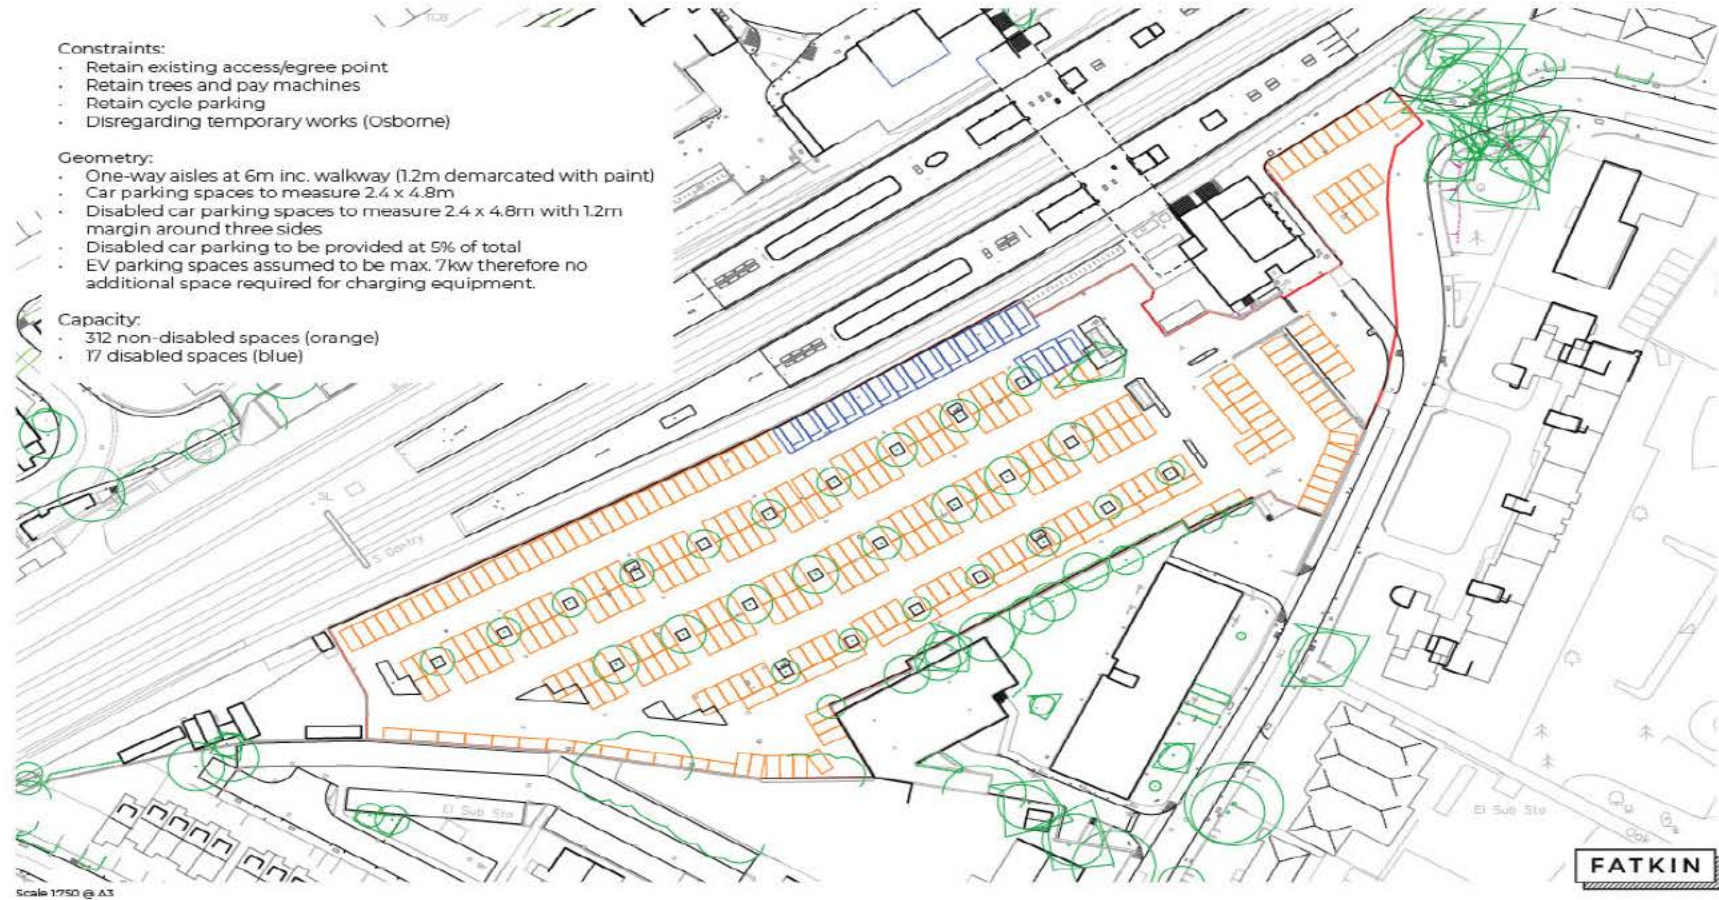 TCB
Constraints:
· Retain existing access/egree point
· Retain trees and pay machines
· Retain cycle parking
· Disregarding temporary works (Osborne)
Geometry:
· One-way aisles at 6m inc. walkway (1.2m demarcated with paint)
· Car parking spaces to measure 2.4 x 4.8m
· Disabled car parking spaces to measure 2.4 x 4.8m with 1.2m
margin around three sides
· Disabled car parking to be provided at 5% of total
· EV parking spaces assumed to be max. 7kw therefore no
additional space required for charging equipment.
Capacity:
· 312 non-disabled spaces (orange)
· 17 disabled spaces (blue)
SL
S Gantry
El Sub Sta
El Sub Sta
FATKIN
Scale 1:750 @ A3